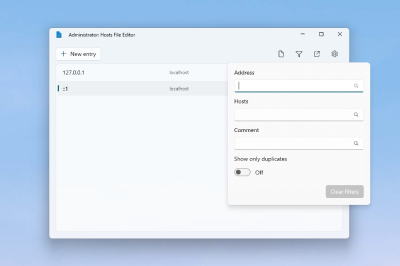 Administrator: Hosts File Editor
+ New entry
127.0.0.1 localhost
::1 localhost
Address
Hosts
Comment
Show only duplicates
Off
Clear filters